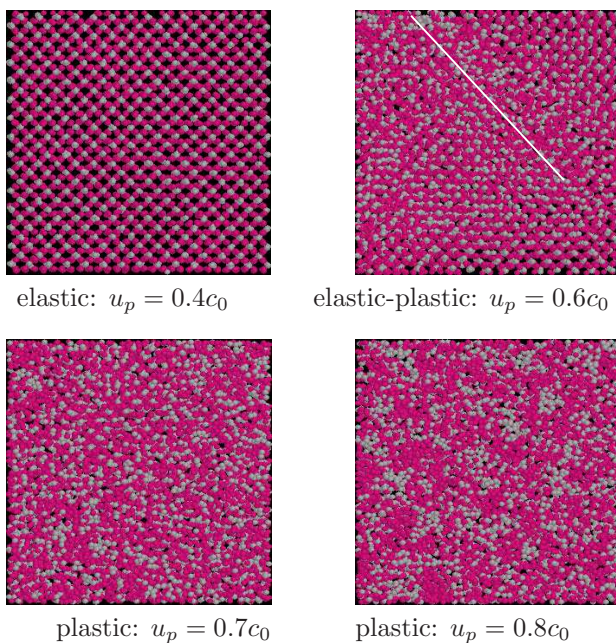 elastic: u_p = 0.4c_0
elastic-plastic: u_p = 0.6c_0
plastic: u_p = 0.7c_0
plastic: u_p = 0.8c_0